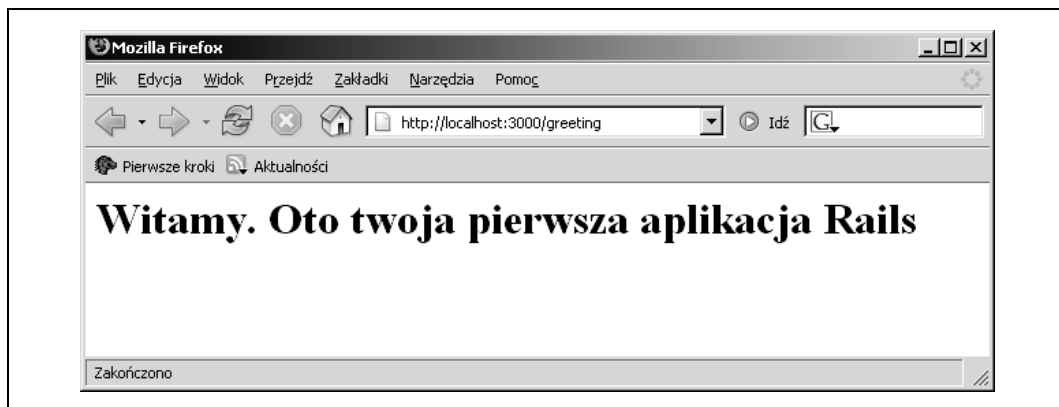 Mozilla Firefox
Plik Edycja Widok Przejdź Zakładki Narzędzia Pomoc
http://localhost:3000/greeting Idź G
Pierwsze kroki Aktualności
Witamy. Oto twoja pierwsza aplikacja Rails
Zakończono